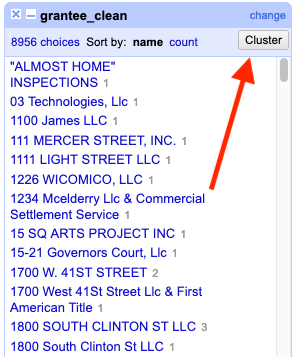 grantee_clean change
8956 choices Sort by: name count Cluster
"ALMOST HOME"
INSPECTIONS 1
03 Technologies, Llc 1
1100 James LLC 1
111 MERCER STREET, INC. 1
1111 LIGHT STREET LLC 1
1226 WICOMICO, LLC 1
1234 Mcelderry Llc & Commercial
Settlement Service 1
15 SQ ARTS PROJECT INC 1
15-21 Governors Court, Llc 1
1700 W. 41ST STREET 2
1700 West 41St Street Llc & First
American Title 1
1800 SOUTH CLINTON ST LLC 3
1800 South Clinton St LLC 1